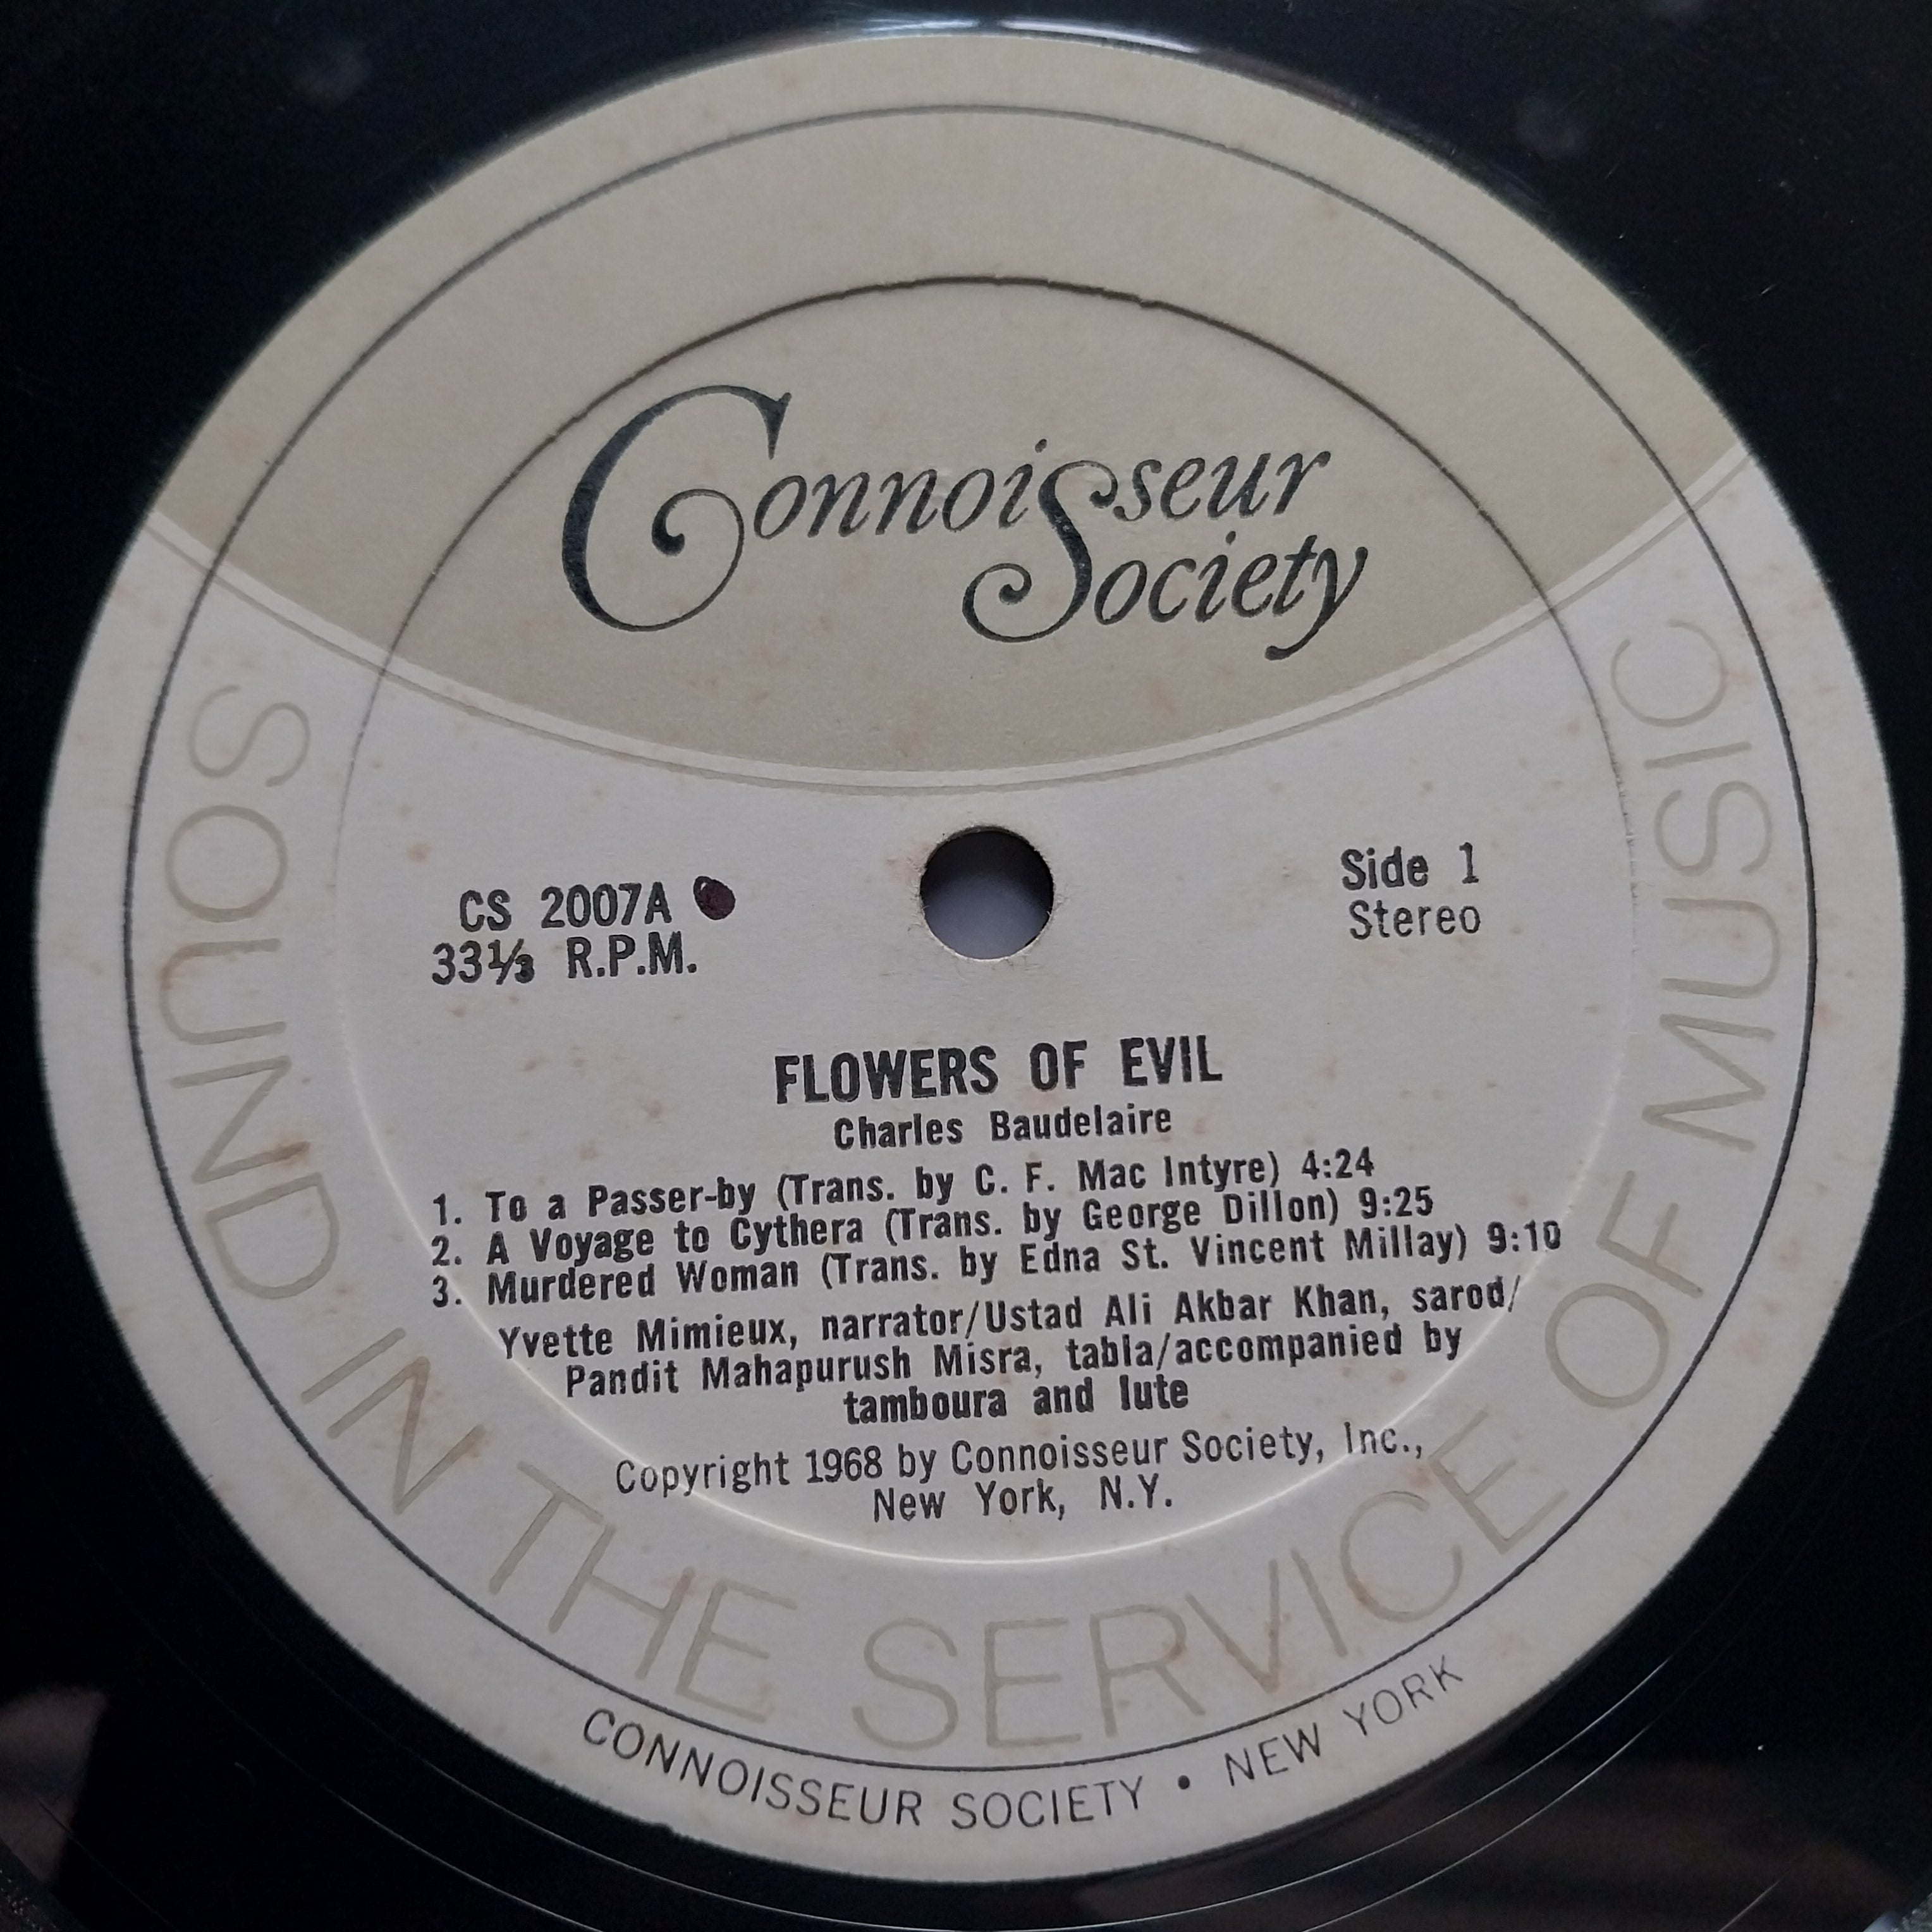 Connoisseur
Society
CS 2007A
33⅓ R.P.M.
Side 1
Stereo
FLOWERS OF EVIL
Charles Baudelaire
1. To a Passer-by (Trans. by C. F. Mac Intyre) 4:24
2. A Voyage to Cythera (Trans. by George Dillon) 9:25
3. Murdered Woman (Trans. by Edna St. Vincent Millay) 9:10
Yvette Mimieux, narrator/Ustad Ali Akbar Khan, sarod/
Pandit Mahapurush Misra, tabla/accompanied by
tamboura and lute
Copyright 1968 by Connoisseur Society, Inc.,
New York, N.Y.
SOUND IN THE SERVICE OF MUSIC
CONNOISSEUR SOCIETY • NEW YORK